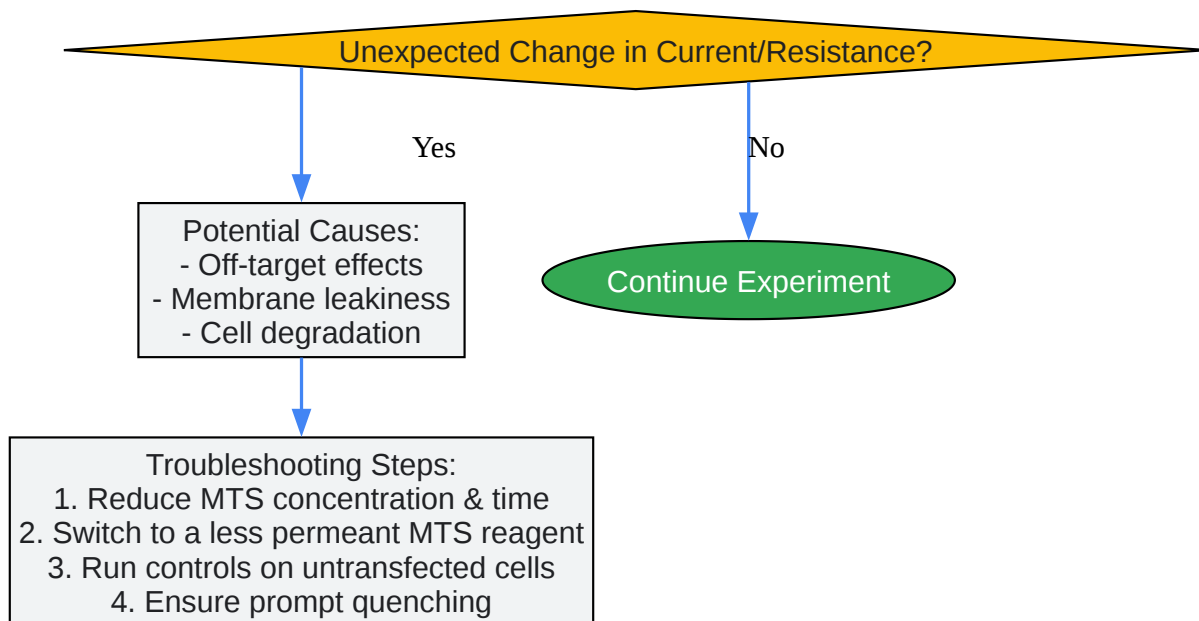 Unexpected Change in Current/Resistance?
Yes
No
Potential Causes:
- Off-target effects
- Membrane leakiness
- Cell degradation
Continue Experiment
Troubleshooting Steps:
1. Reduce MTS concentration & time
2. Switch to a less permeant MTS reagent
3. Run controls on untransfected cells
4. Ensure prompt quenching